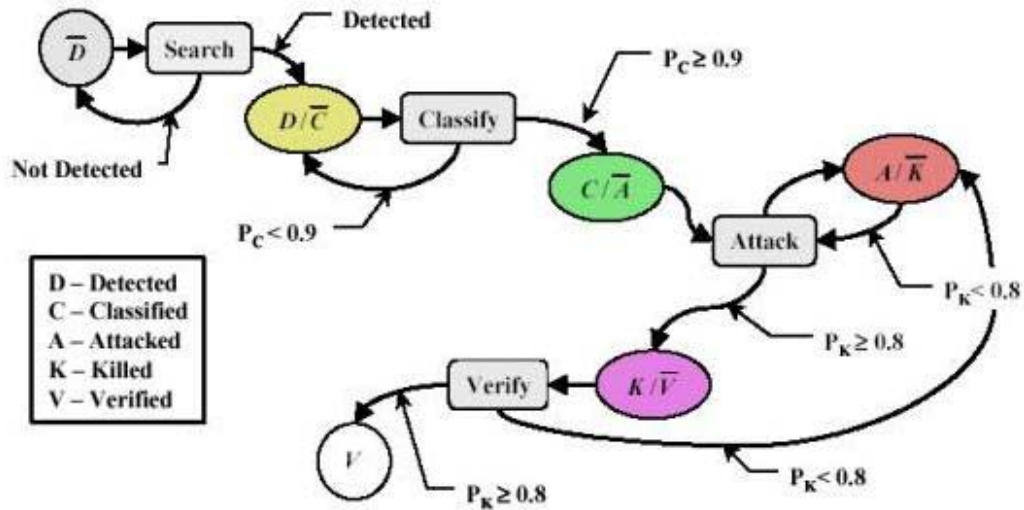 D̅
Search
Detected
Not Detected
D/C̅
Classify
P_C ≥ 0.9
P_C < 0.9
C/A̅
A/K̅
Attack
P_K < 0.8
P_K ≥ 0.8
D – Detected
C – Classified
A – Attacked
K – Killed
V – Verified
Verify
K/V̅
V
P_K ≥ 0.8
P_K < 0.8